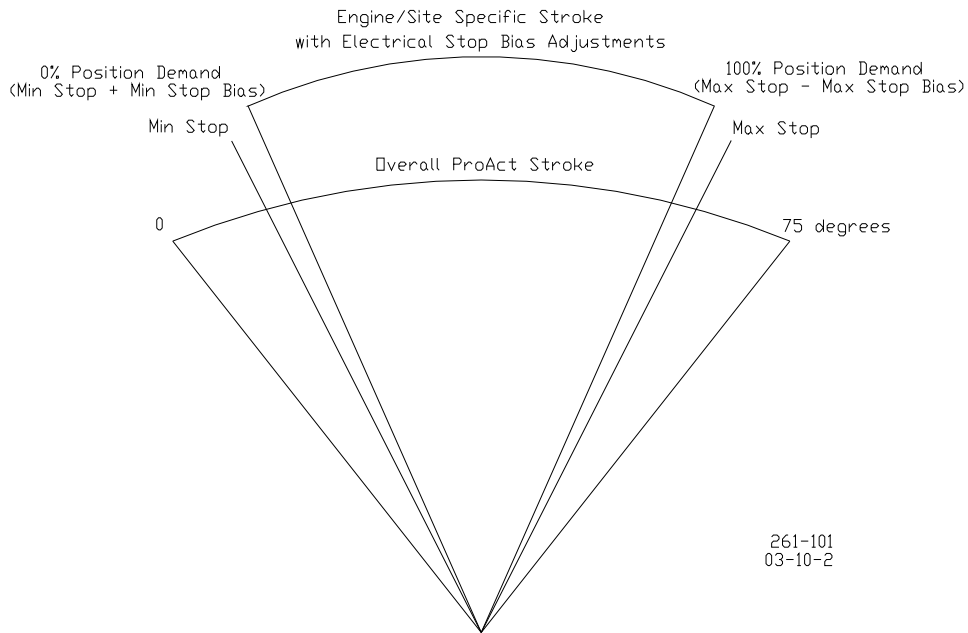 Engine/Site Specific Stroke
with Electrical Stop Bias Adjustments
0% Position Demand
(Min Stop + Min Stop Bias)
100% Position Demand
(Max Stop - Max Stop Bias)
Min Stop
Max Stop
Overall ProAct Stroke
0
75 degrees
261-101
03-10-2